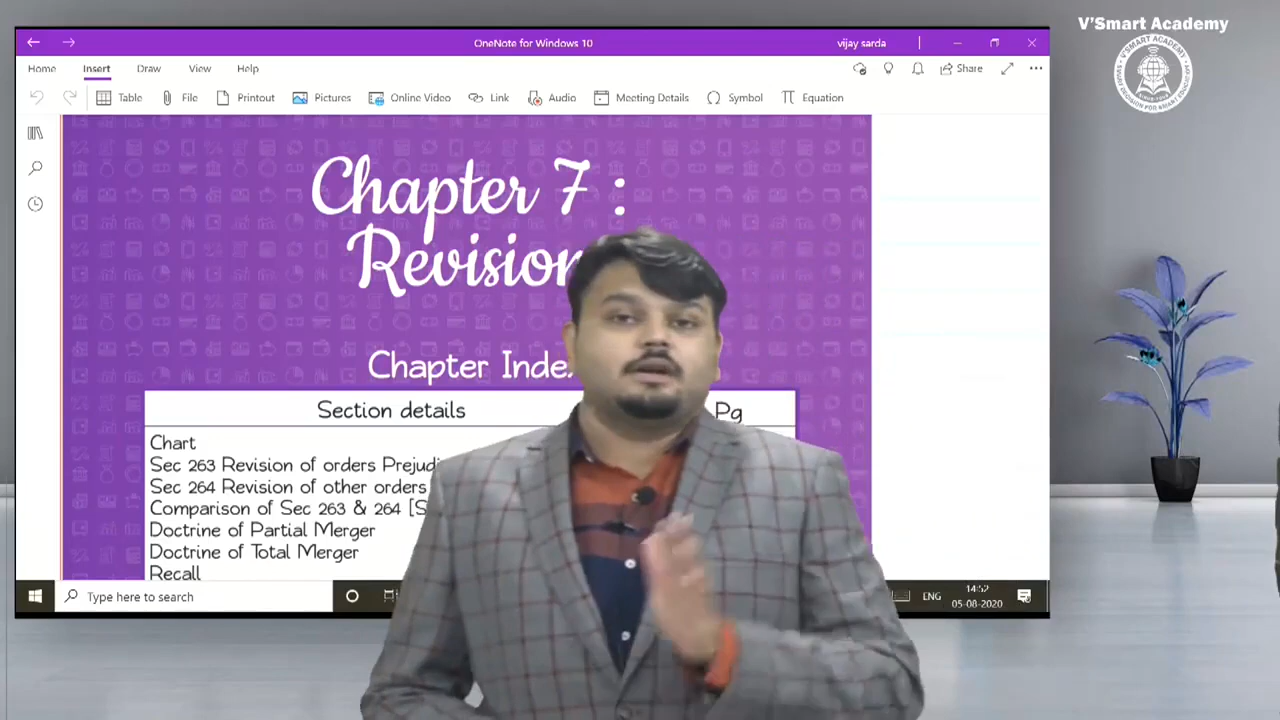 V'Smart Academy
OneNote for Windows 10
vijay sarda
Home Insert Draw View Help
Share
Table File Printout Pictures Online Video Link Audio Meeting Details Symbol Equation
Chapter 7 :
Revision
Chapter Index
Section details Pg
Chart
Sec 263 Revision of orders Prejudi
Sec 264 Revision of other orders
Comparison of Sec 263 & 264 [S
Doctrine of Partial Merger
Doctrine of Total Merger
Recall
Type here to search
ENG
14:52
05-08-2020